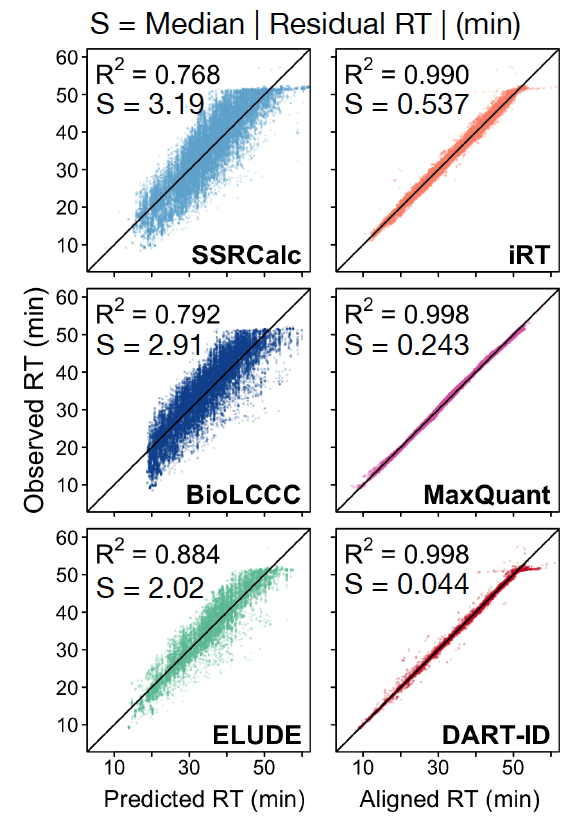 S = Median | Residual RT | (min)
Observed RT (min)
60
50
40
30
20
10
R² = 0.768
S = 3.19
SSRCalc
R² = 0.990
S = 0.537
iRT
60
50
40
30
20
10
R² = 0.792
S = 2.91
BioLCCC
R² = 0.998
S = 0.243
MaxQuant
60
50
40
30
20
10
R² = 0.884
S = 2.02
ELUDE
R² = 0.998
S = 0.044
DART-ID
10 30 50
10 30 50
Predicted RT (min)
Aligned RT (min)